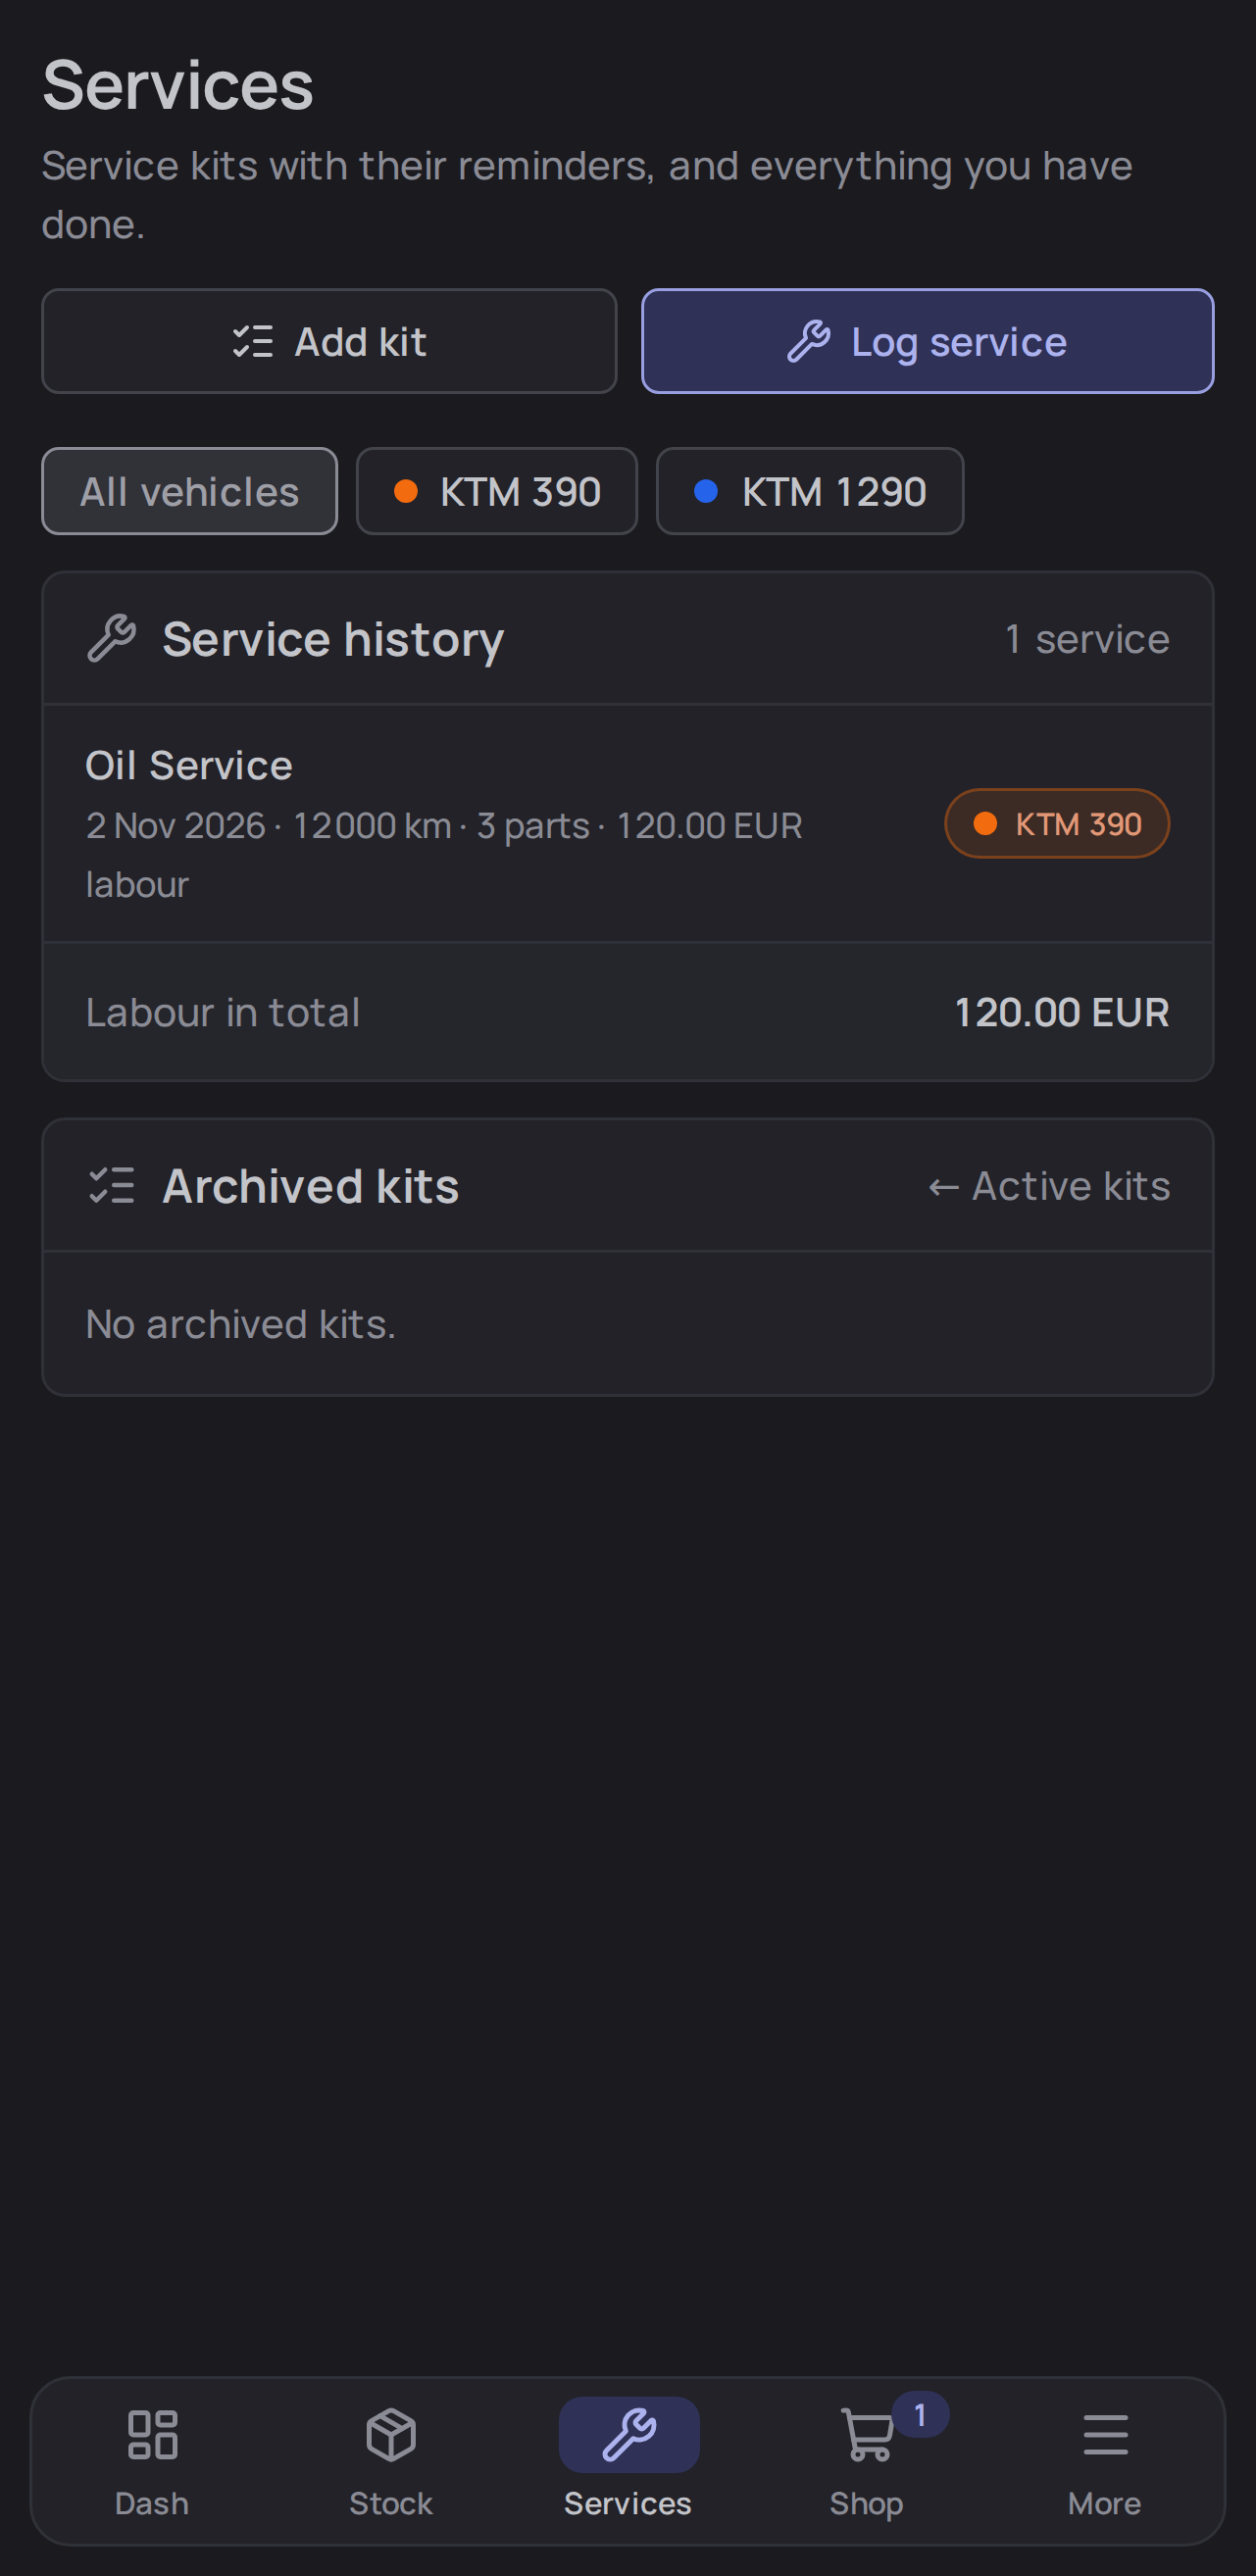 Services
Service kits with their reminders, and everything you have
done.
Add kit
Log service
All vehicles
KTM 390
KTM 1290
Service history
1 service
Oil Service
2 Nov 2026 · 12 000 km · 3 parts · 120.00 EUR
labour
KTM 390
Labour in total
120.00 EUR
Archived kits
← Active kits
No archived kits.
1
Dash
Stock
Services
Shop
More